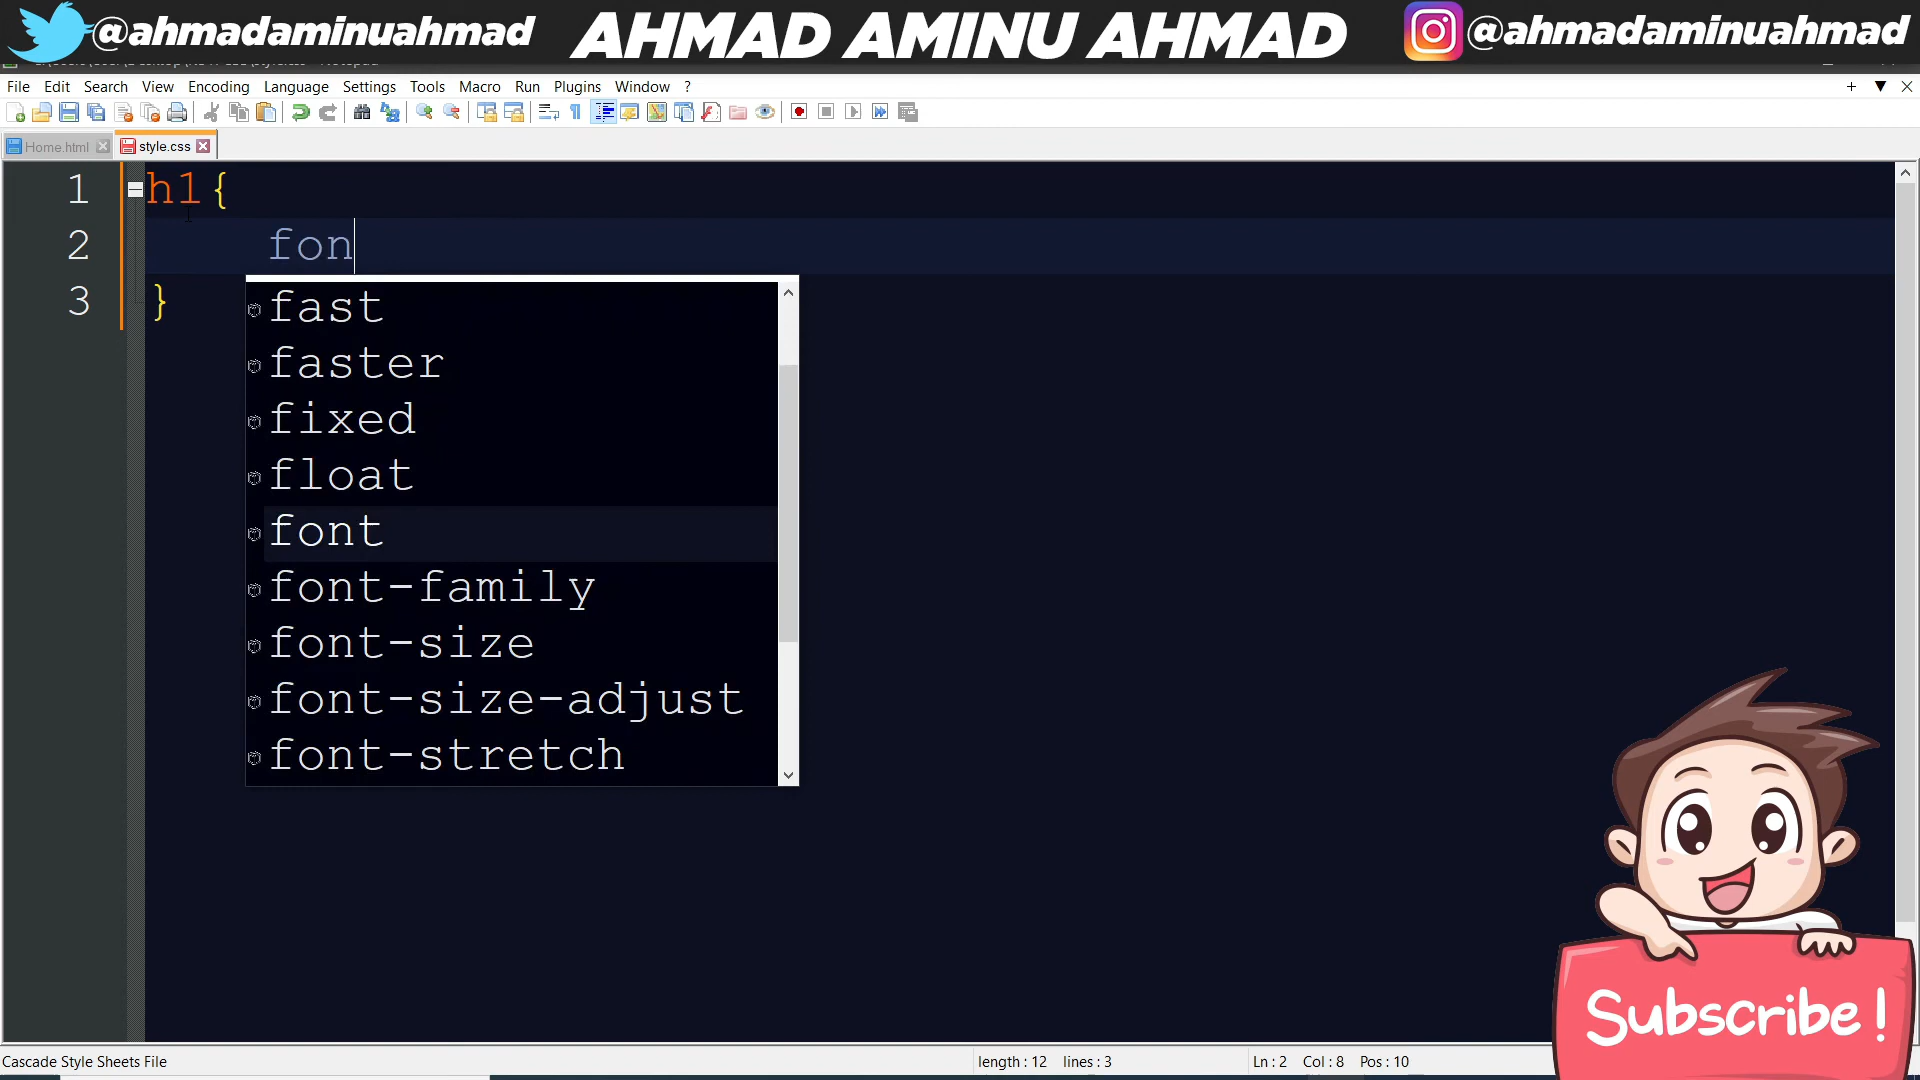 @ahmadaminuahmad AHMAD AMINU AHMAD @ahmadaminuahmad
File Edit Search View Encoding Language Settings Tools Macro Run Plugins Window ? + ▼ ✕
Home.html style.css
1 h1 {
2 fon
3 }
fast
faster
fixed
float
font
font-family
font-size
font-size-adjust
font-stretch
Subscribe!
Cascade Style Sheets File length : 12 lines : 3 Ln : 2 Col : 8 Pos : 10